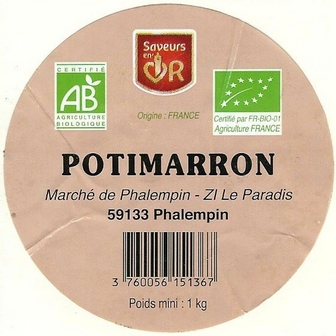 Saveurs
en
OR
CERTIFIÉ
AB
AGRICULTURE
BIOLOGIQUE
Origine : FRANCE
Certifié par FR-BIO-01
Agriculture FRANCE
POTIMARRON
Marché de Phalempin - ZI Le Paradis
59133 Phalempin
3 760056 151367
Poids mini : 1 kg